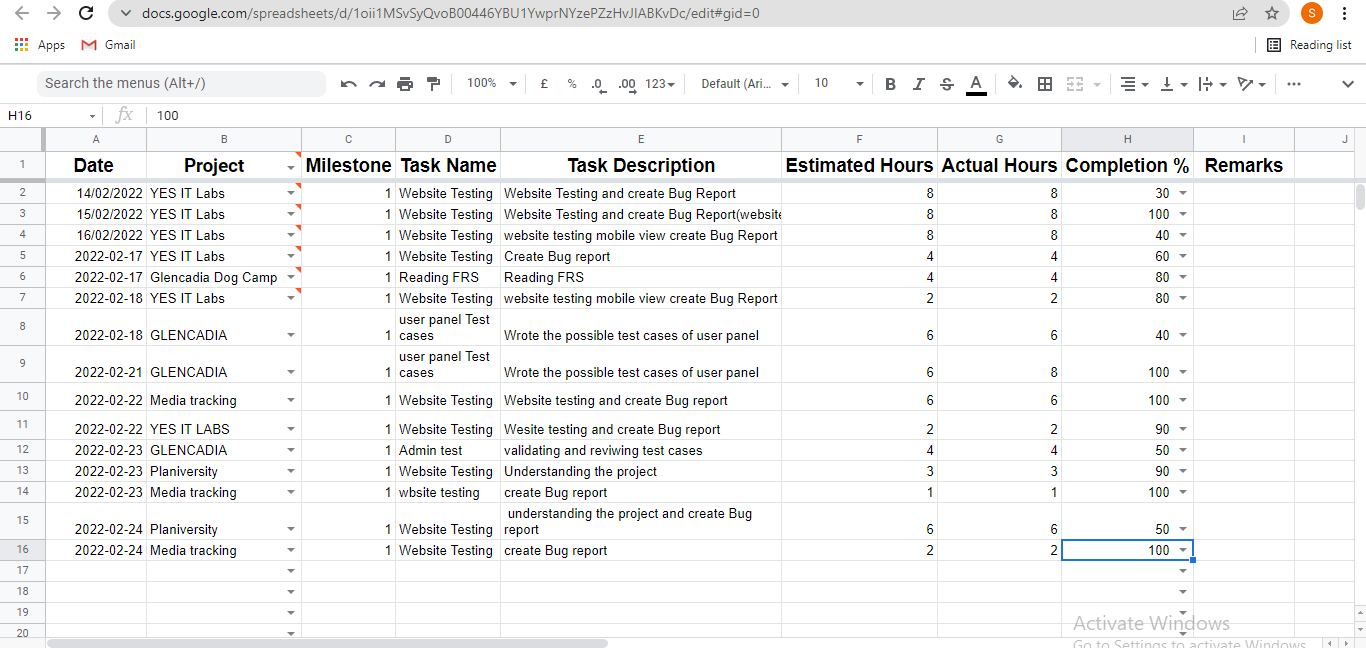 docs.google.com/spreadsheets/d/1oii1MSvSyQvoB00446YBU1YwprNYzePZzHvJIABKvDc/edit#gid=0 S
Apps Gmail Reading list
Search the menus (Alt+/) 100% £ % .0 .00 123 Default (Ari... 10 B I S A
H16 fx 100
A B C D E F G H I J
1 Date Project Milestone Task Name Task Description Estimated Hours Actual Hours Completion % Remarks
2 14/02/2022 YES IT Labs 1 Website Testing Website Testing and create Bug Report 8 8 30
3 15/02/2022 YES IT Labs 1 Website Testing Website Testing and create Bug Report(website 8 8 100
4 16/02/2022 YES IT Labs 1 Website Testing website testing mobile view create Bug Report 8 8 40
5 2022-02-17 YES IT Labs 1 Website Testing Create Bug report 4 4 60
6 2022-02-17 Glencadia Dog Camp 1 Reading FRS Reading FRS 4 4 80
7 2022-02-18 YES IT Labs 1 Website Testing website testing mobile view create Bug Report 2 2 80
user panel Test
8 2022-02-18 GLENCADIA 1 cases Wrote the possible test cases of user panel 6 6 40
user panel Test
9 2022-02-21 GLENCADIA 1 cases Wrote the possible test cases of user panel 6 8 100
10 2022-02-22 Media tracking 1 Website Testing Website testing and create Bug report 6 6 100
11 2022-02-22 YES IT LABS 1 Website Testing Wesite testing and create Bug report 2 2 90
12 2022-02-23 GLENCADIA 1 Admin test validating and reviwing test cases 4 4 50
13 2022-02-23 Planiversity 1 Website Testing Understanding the project 3 3 90
14 2022-02-23 Media tracking 1 wbsite testing create Bug report 1 1 100
understanding the project and create Bug
15 2022-02-24 Planiversity 1 Website Testing report 6 6 50
16 2022-02-24 Media tracking 1 Website Testing create Bug report 2 2 100
17
18
19
Activate Windows
20
Go to Settings to activate Windows.